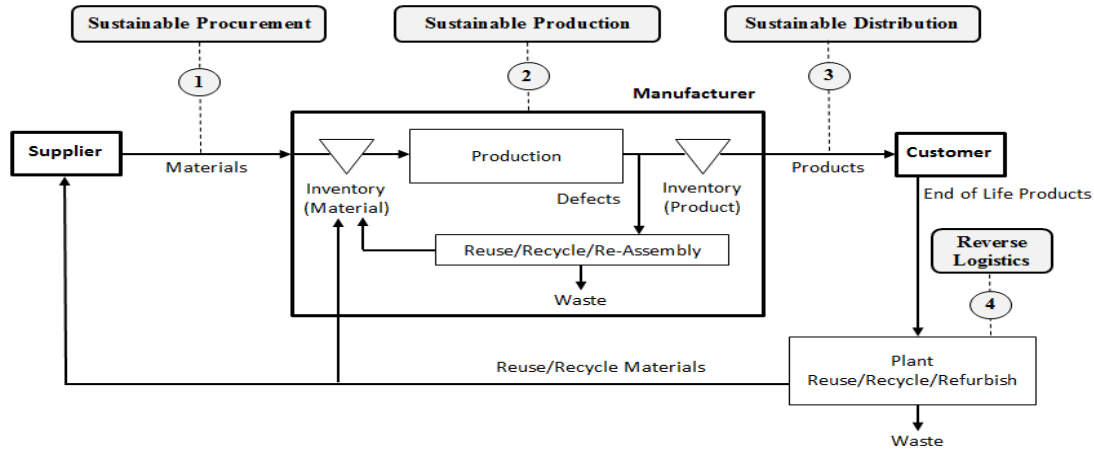 Sustainable Procurement
Sustainable Production
Sustainable Distribution
1
2
3
Manufacturer
Supplier
Materials
Production
Products
Customer
Inventory
(Material)
Defects
Inventory
(Product)
End of Life Products
Reuse/Recycle/Re-Assembly
Waste
Reverse
Logistics
4
Reuse/Recycle Materials
Plant
Reuse/Recycle/Refurbish
Waste